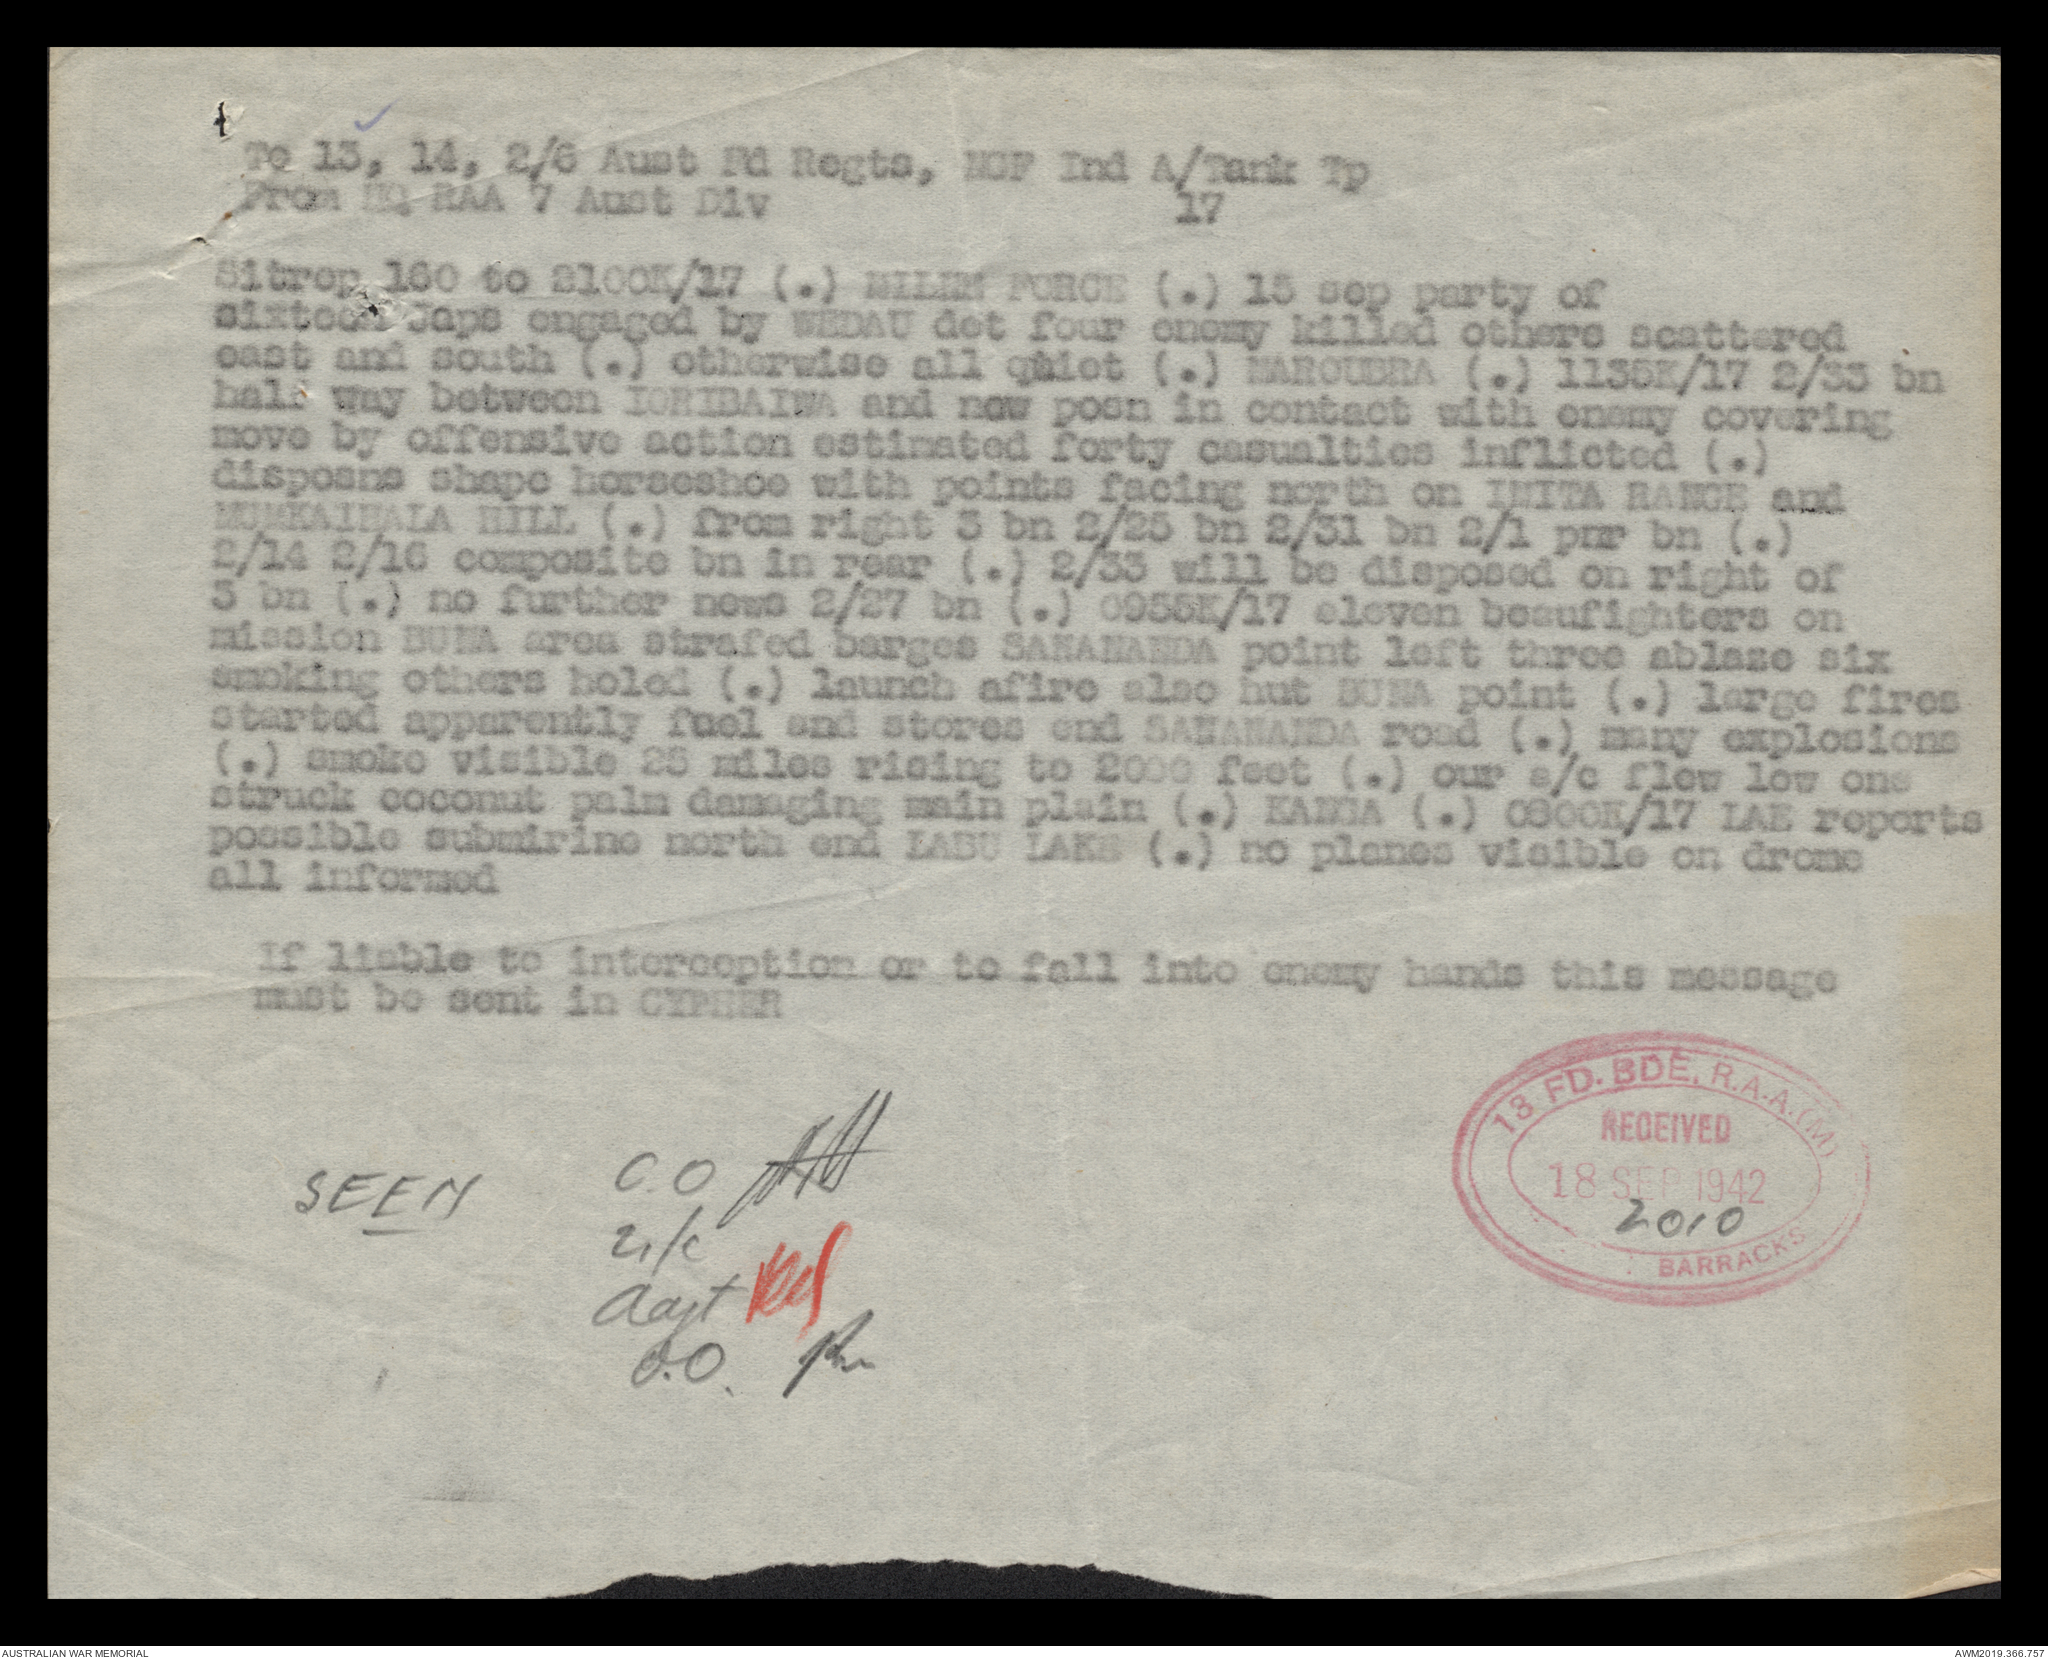 To 13, 14, 2/6 Aust Fd Regts, NGF Ind A/Tank Tp
From HQ RAA 7 Aust Div 17
Sitrep 160 to 2100K/17 (.) MILNE FORCE (.) 15 sep party of
sixteen Japs engaged by WEDAU det four enemy killed others scattered
east and south (.) otherwise all quiet (.) MAROUBRA (.) 1135K/17 2/33 bn
half way between IORIBAIWA and new posn in contact with enemy covering
move by offensive action estimated forty casualties inflicted (.)
disposns shape horseshoe with points facing north on IMITA RANGE and
HILL (.) from right 3 bn 2/25 bn 2/31 bn 2/1 pnr bn (.)
2/14 2/16 composite bn in rear (.) 2/33 will be disposed on right of
3 bn (.) no further news 2/27 bn (.) 0955K/17 eleven beaufighters on
mission BUNA area strafed barges SANANANDA point left three ablaze six
smoking others holed (.) launch afire also hut BUNA point (.) large fires
started apparently fuel and stores end SANANANDA road (.) many explosions
(.) smoke visible 25 miles rising to 2000 feet (.) our a/c flew low one
struck coconut palm damaging main plain (.) KANGA (.) 0800K/17 LAE reports
possible submirine north end LABU LAKE (.) no planes visible on drome
all informed
If liable to interception or to fall into enemy hands this message
must be sent in CYPHER
13 FD. BDE, R.A.A. (M)
RECEIVED
18 SEP 1942
2010
BARRACKS
SEEN
C.O
2i/c
Adjt
O.O.
AUSTRALIAN WAR MEMORIAL
AWM2019.366.757